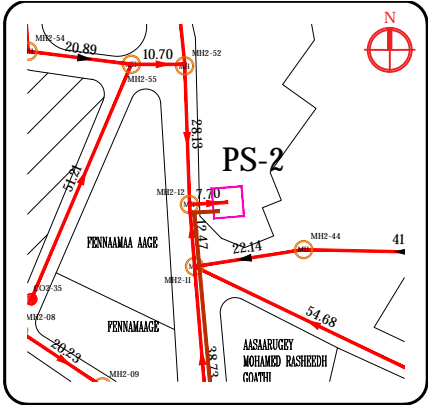 N
MH2-54
20.89
10.70
MH2-52
MH2-55
28.13
PS-2
51.21
MH2-12
7.70
12.47
FENNAAMAA AAGE
MH2-44
41
22.14
MH2-11
CO2-35
MH2-08
FENNAMAAGE
54.68
20.23
38.73
AASAARUGEY
MOHAMED RASHEEDH
GOATHI
MH2-09